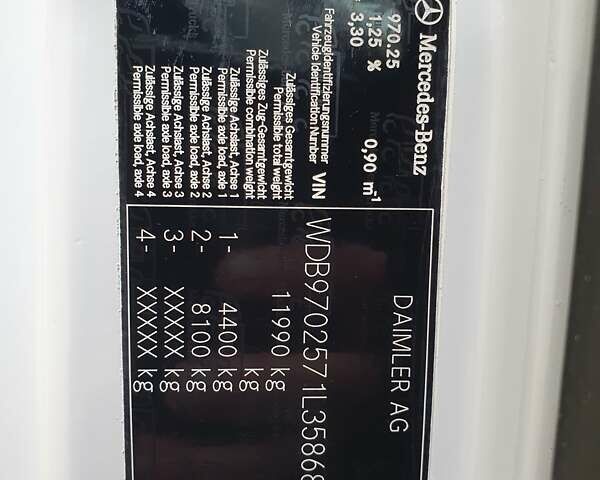 Mercedes-Benz
970.25
1,25 % 0,90 m-1
3,30
DAIMLER AG
Fahrzeugidentifizierungsnummer
Vehicle Identification Number VIN WDB9702571L35868
Zulässiges Gesamtgewicht
Permissible total weight 11990 kg
Zulässiges Zug-Gesamtgewicht
Permissible combination weight kg
Zulässige Achslast, Achse 1
Permissible axle load, axle 1 1- 4400 kg
Zulässige Achslast, Achse 2
Permissible axle load, axle 2 2- 8100 kg
Zulässige Achslast, Achse 3
Permissible axle load, axle 3 3- XXXXX kg
Zulässige Achslast, Achse 4
Permissible axle load, axle 4 4- XXXXX kg